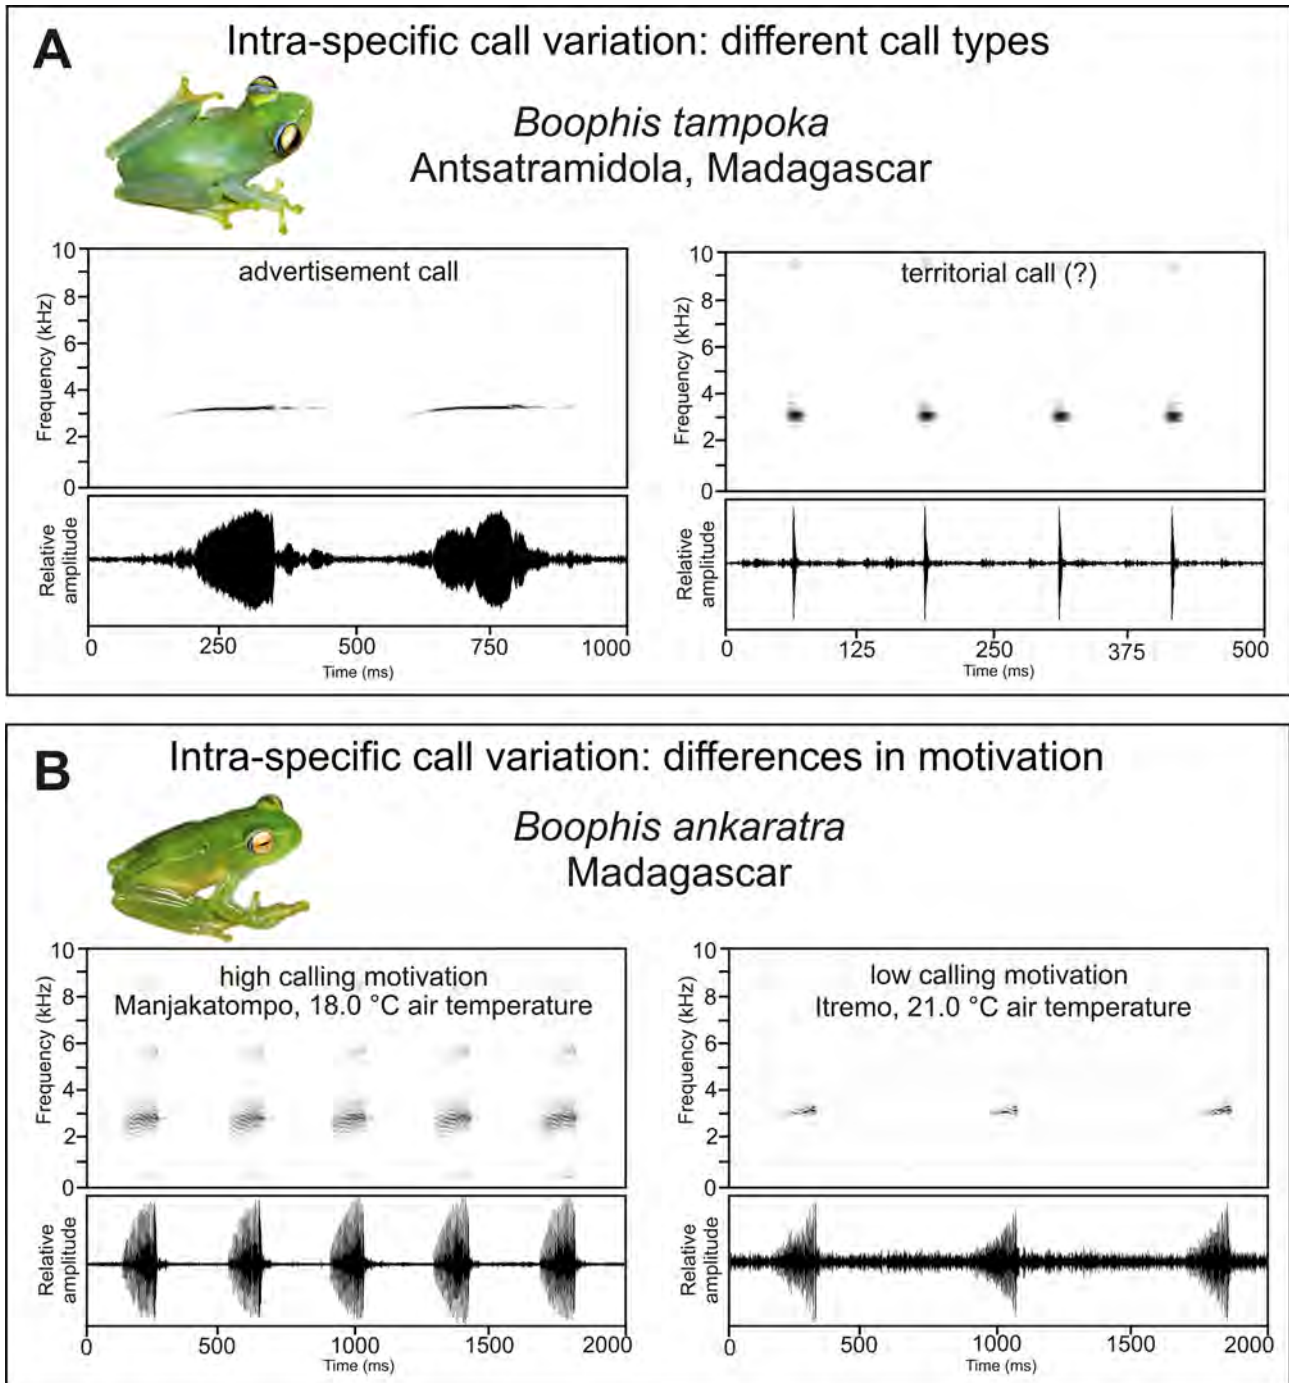 A
Intra-specific call variation: different call types
Boophis tampoka
Antsatramidola, Madagascar
advertisement call
Frequency (kHz)
10
8
6
4
2
0
Relative
amplitude
0 250 500 750 1000
Time (ms)
territorial call (?)
Frequency (kHz)
10
8
6
4
2
0
Relative
amplitude
0 125 250 375 500
Time (ms)
B
Intra-specific call variation: differences in motivation
Boophis ankaratra
Madagascar
high calling motivation
Manjakatompo, 18.0 °C air temperature
Frequency (kHz)
10
8
6
4
2
0
Relative
amplitude
0 500 1000 1500 2000
Time (ms)
low calling motivation
Itremo, 21.0 °C air temperature
Frequency (kHz)
10
8
6
4
2
0
Relative
amplitude
0 500 1000 1500 2000
Time (ms)